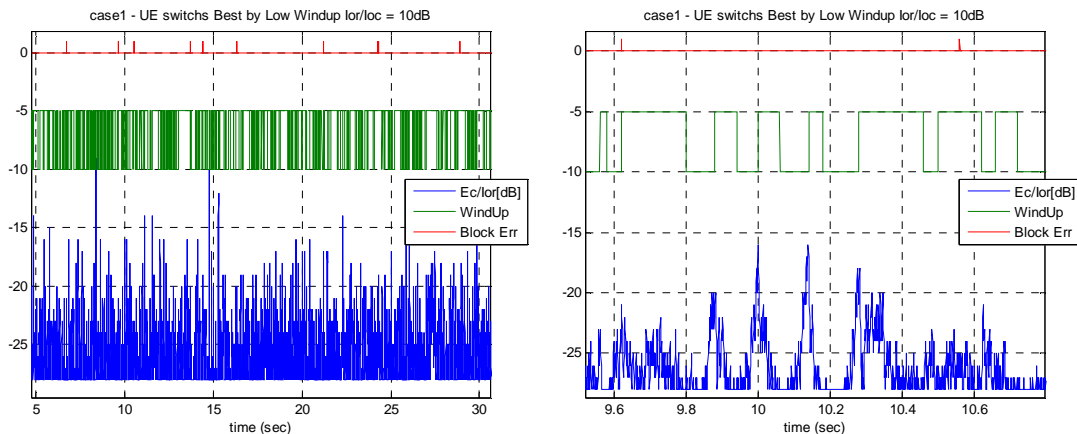 case1 - UE switchs Best by Low Windup Ior/Ioc = 10dB
0
-5
-10
-15
-20
-25
5
10
15
20
25
30
time (sec)
Ec/Ior[dB]
WindUp
Block Err
case1 - UE switchs Best by Low Windup Ior/Ioc = 10dB
0
-5
-10
-15
-20
-25
9.6
9.8
10
10.2
10.4
10.6
time (sec)
Ec/Ior[dB]
WindUp
Block Err